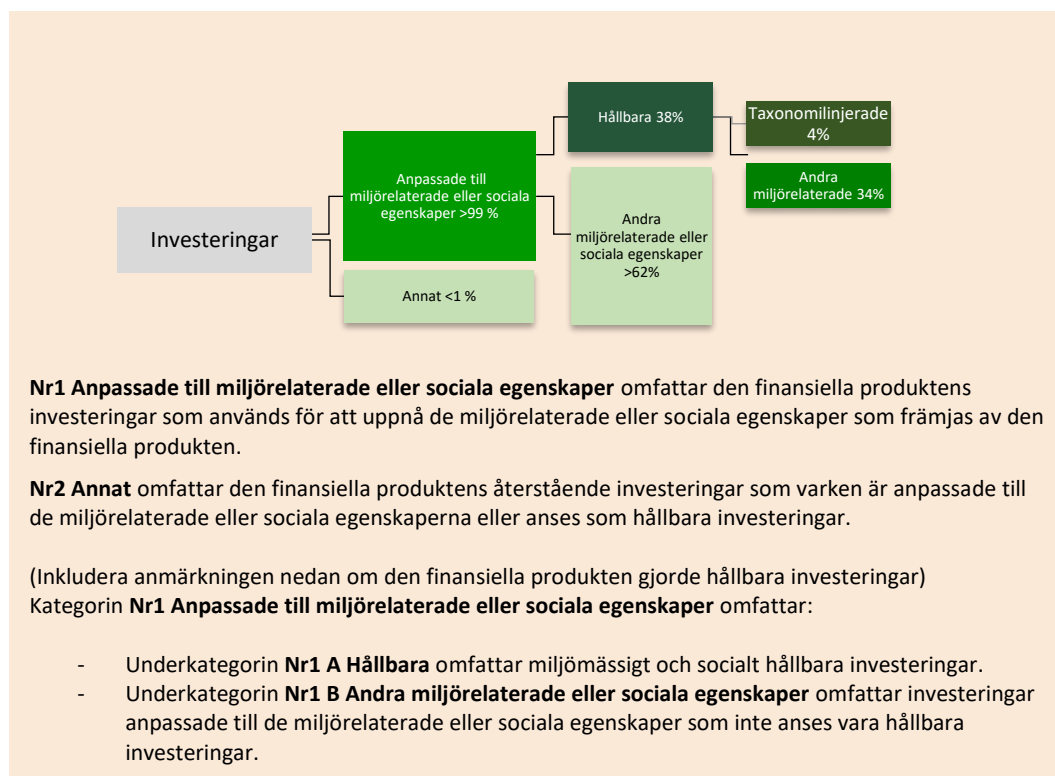 Investeringar
Anpassade till
miljörelaterade eller sociala
egenskaper >99 %
Annat <1 %
Hållbara 38%
Andra
miljörelaterade eller
sociala egenskaper
>62%
Taxonomilinjerade
4%
Andra
miljörelaterade 34%
Nr1 Anpassade till miljörelaterade eller sociala egenskaper omfattar den finansiella produktens
investeringar som används för att uppnå de miljörelaterade eller sociala egenskaper som främjas av den
finansiella produkten.
Nr2 Annat omfattar den finansiella produktens återstående investeringar som varken är anpassade till
de miljörelaterade eller sociala egenskaperna eller anses som hållbara investeringar.
(Inkludera anmärkningen nedan om den finansiella produkten gjorde hållbara investeringar)
Kategorin Nr1 Anpassade till miljörelaterade eller sociala egenskaper omfattar:
- Underkategorin Nr1 A Hållbara omfattar miljömässigt och socialt hållbara investeringar.
- Underkategorin Nr1 B Andra miljörelaterade eller sociala egenskaper omfattar investeringar
anpassade till de miljörelaterade eller sociala egenskaper som inte anses vara hållbara
investeringar.